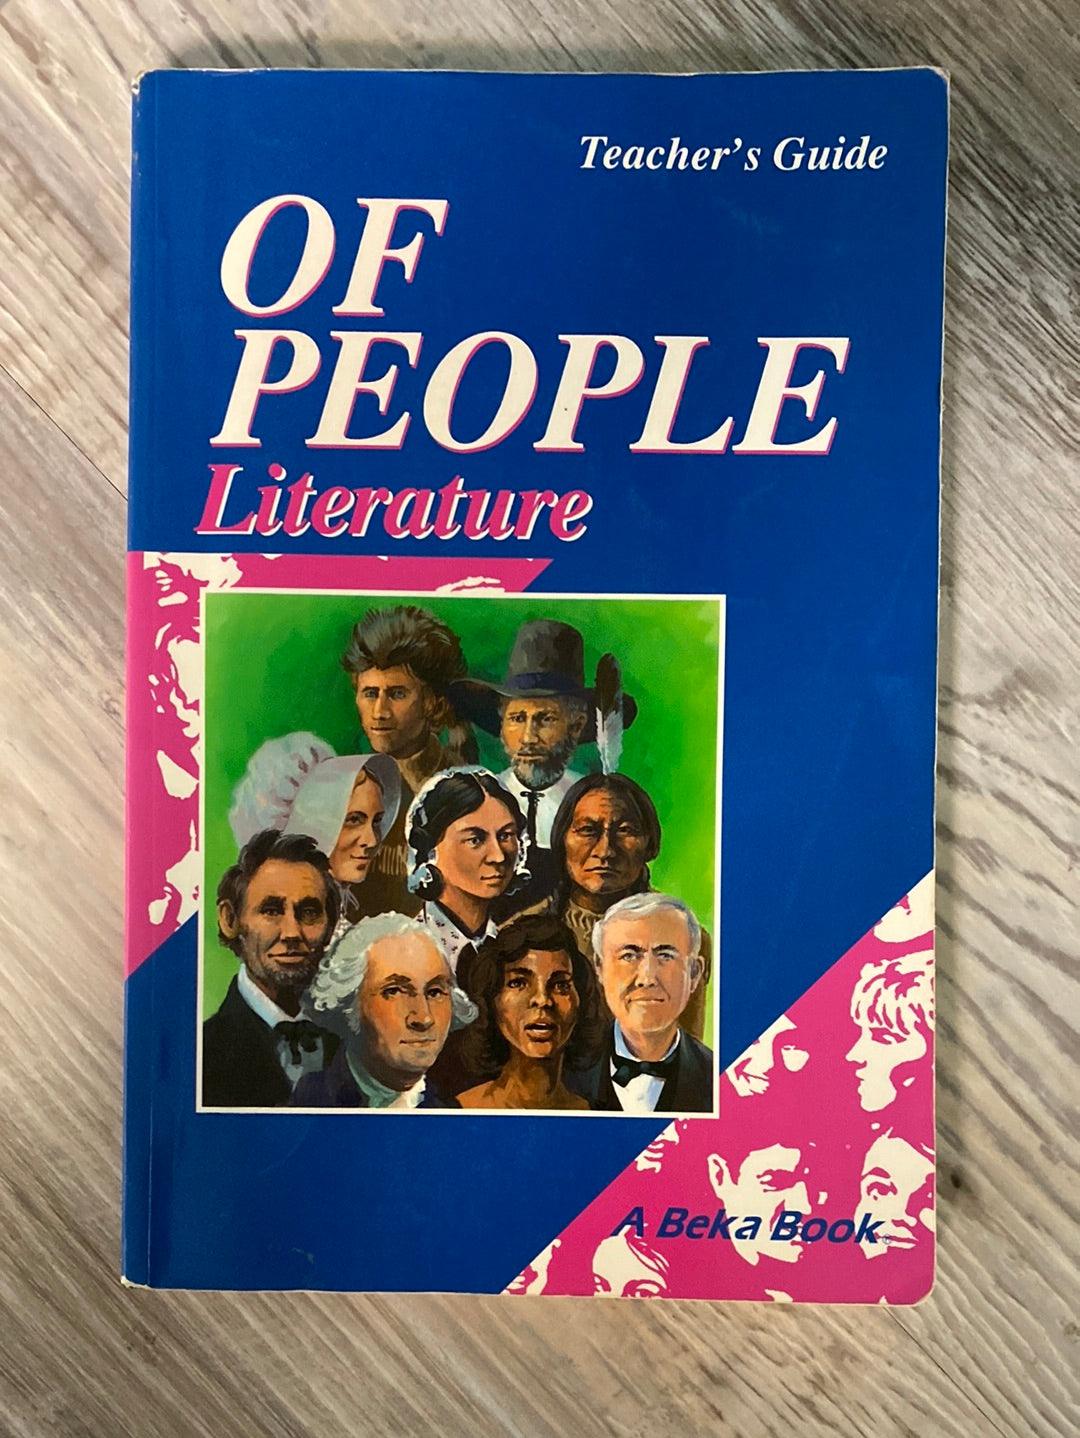 Teacher's Guide
OF
PEOPLE
Literature
A Beka Book®